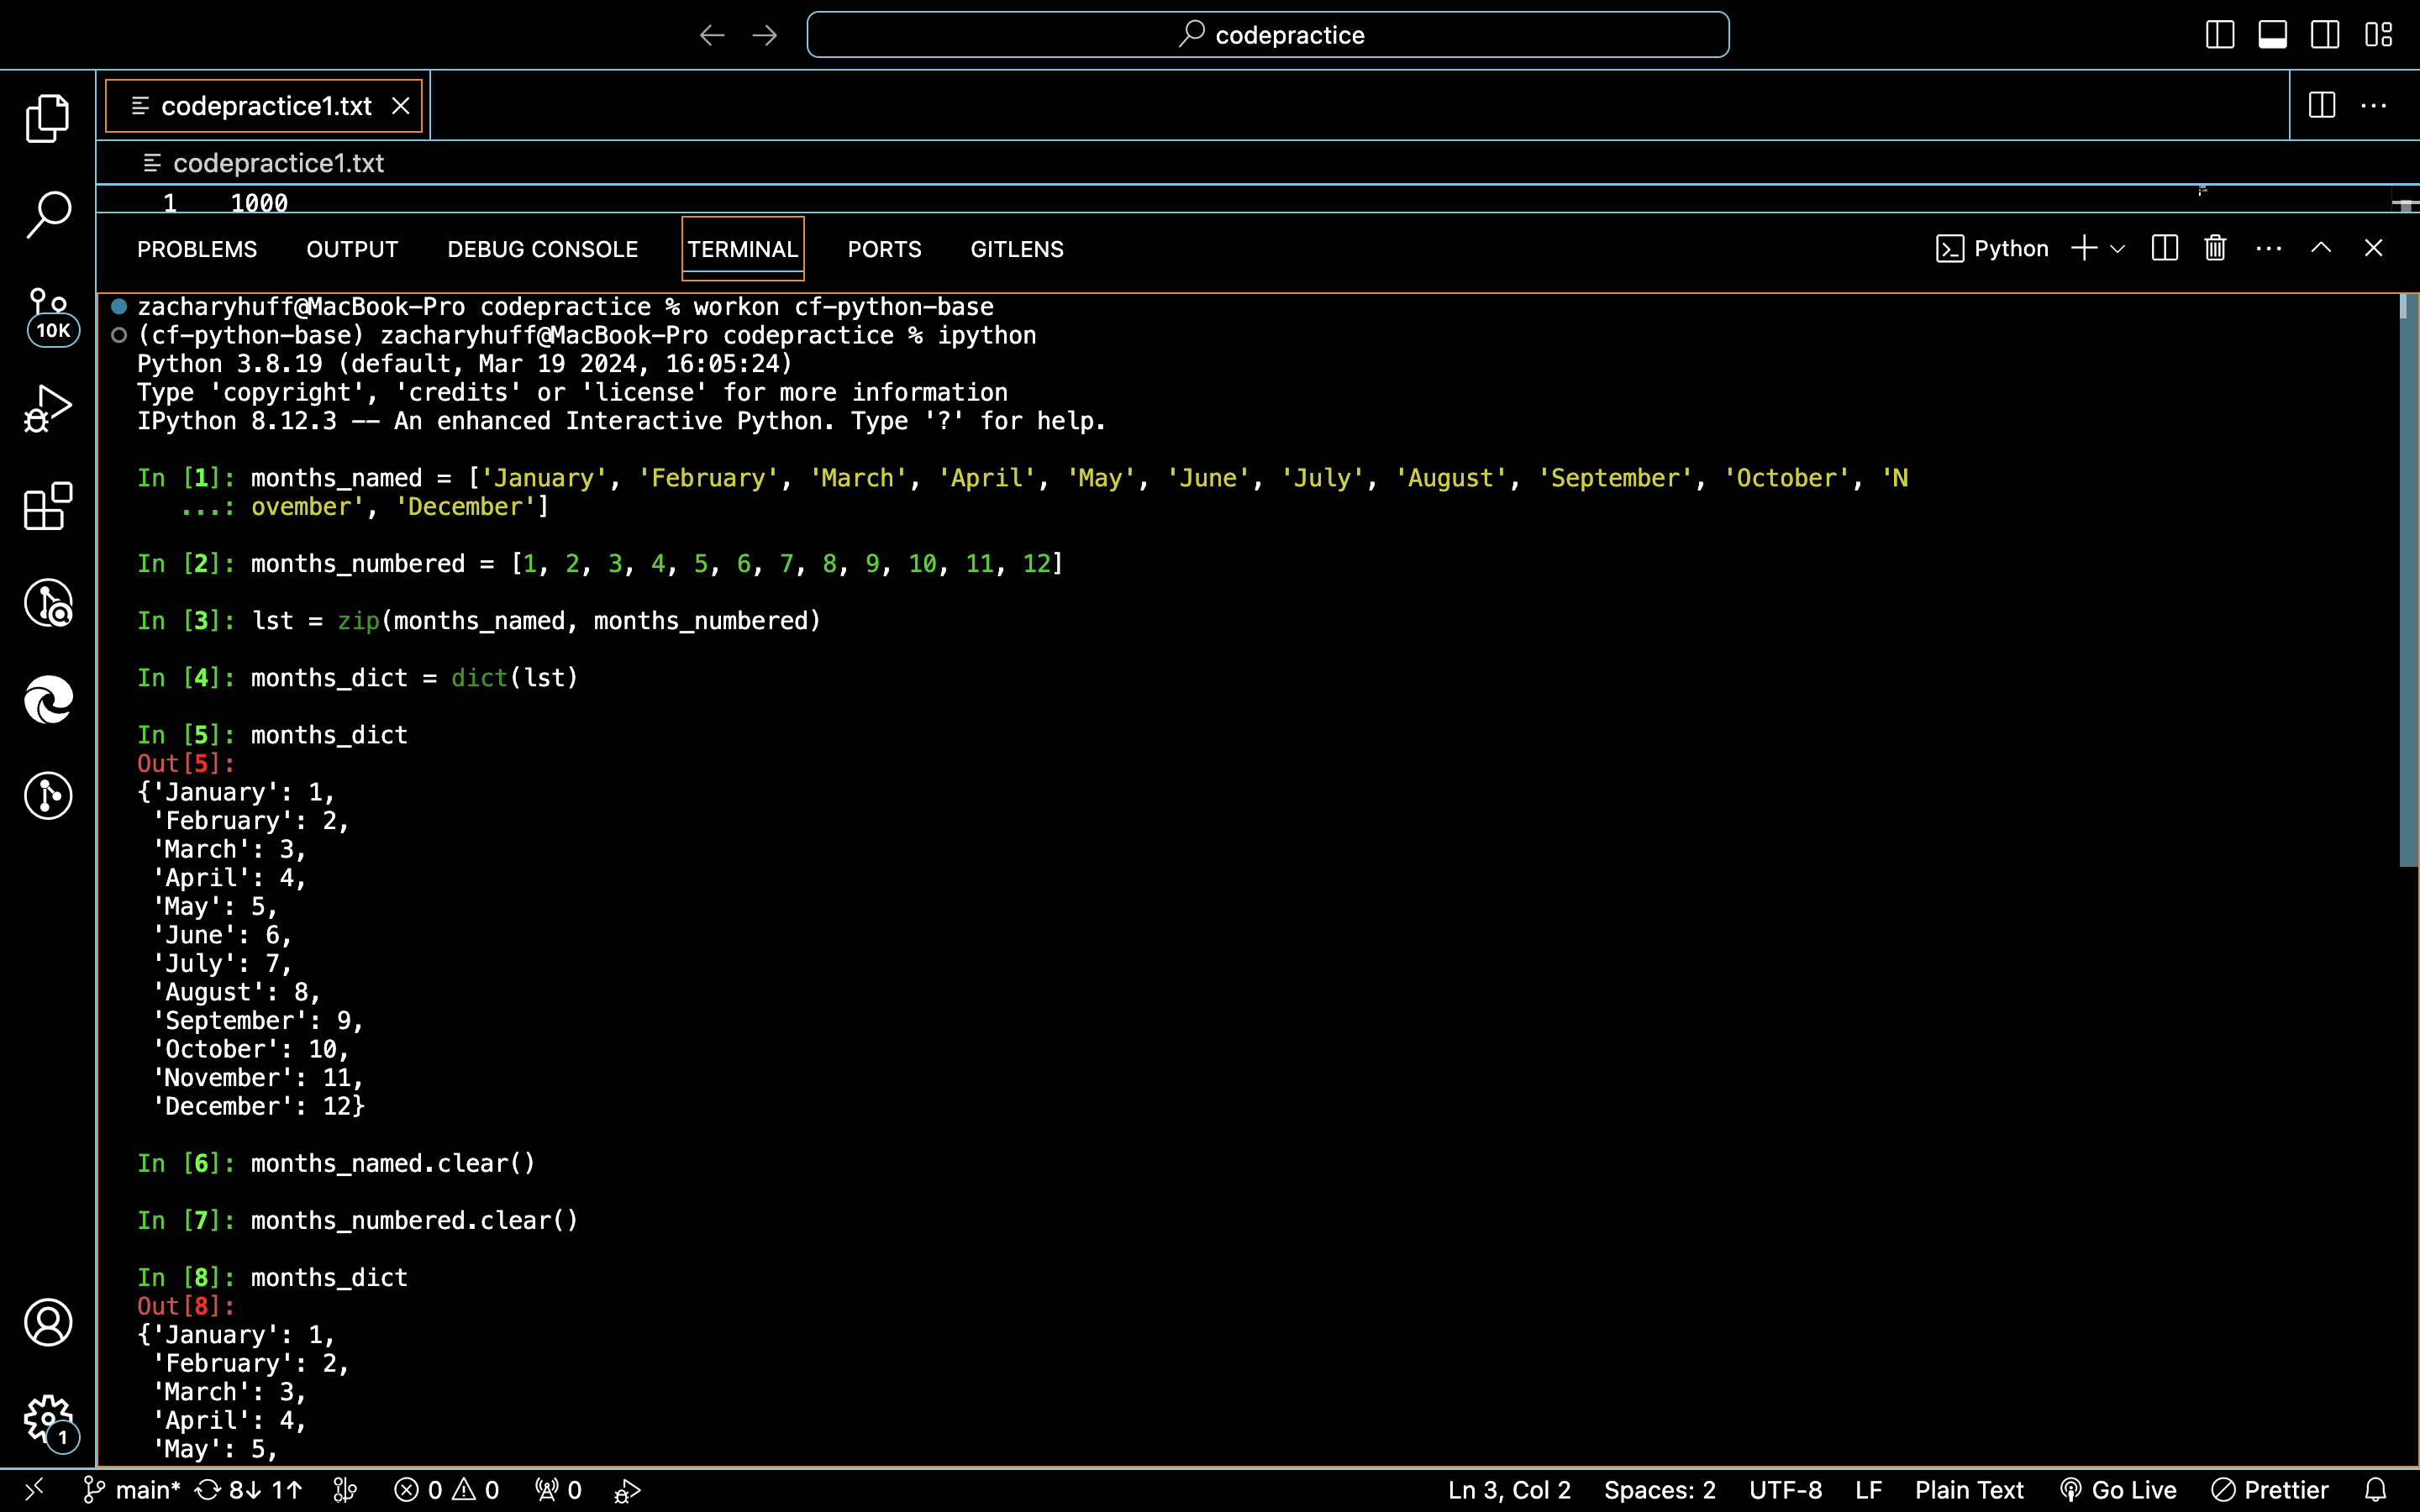 codepractice
codepractice1.txt
codepractice1.txt
1 1000
PROBLEMS OUTPUT DEBUG CONSOLE TERMINAL PORTS GITLENS Python
zacharyhuff@MacBook-Pro codepractice % workon cf-python-base
(cf-python-base) zacharyhuff@MacBook-Pro codepractice % ipython
Python 3.8.19 (default, Mar 19 2024, 16:05:24)
Type 'copyright', 'credits' or 'license' for more information
IPython 8.12.3 -- An enhanced Interactive Python. Type '?' for help.
In [1]: months_named = ['January', 'February', 'March', 'April', 'May', 'June', 'July', 'August', 'September', 'October', 'N
...: ovember', 'December']
In [2]: months_numbered = [1, 2, 3, 4, 5, 6, 7, 8, 9, 10, 11, 12]
In [3]: lst = zip(months_named, months_numbered)
In [4]: months_dict = dict(lst)
In [5]: months_dict
Out[5]:
{'January': 1,
'February': 2,
'March': 3,
'April': 4,
'May': 5,
'June': 6,
'July': 7,
'August': 8,
'September': 9,
'October': 10,
'November': 11,
'December': 12}
In [6]: months_named.clear()
In [7]: months_numbered.clear()
In [8]: months_dict
Out[8]:
{'January': 1,
'February': 2,
'March': 3,
'April': 4,
'May': 5,
10K
1
main* 8↓ 1↑ 0 0 0 Ln 3, Col 2 Spaces: 2 UTF-8 LF Plain Text Go Live Prettier